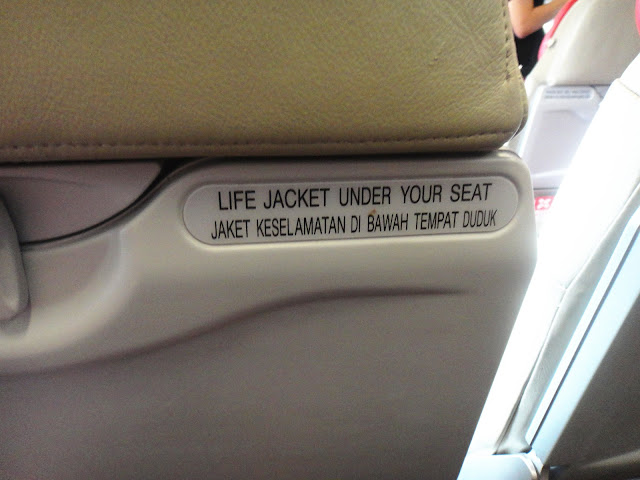 LIFE JACKET UNDER YOUR SEAT
JAKET KESELAMATAN DI BAWAH TEMPAT DUDUK